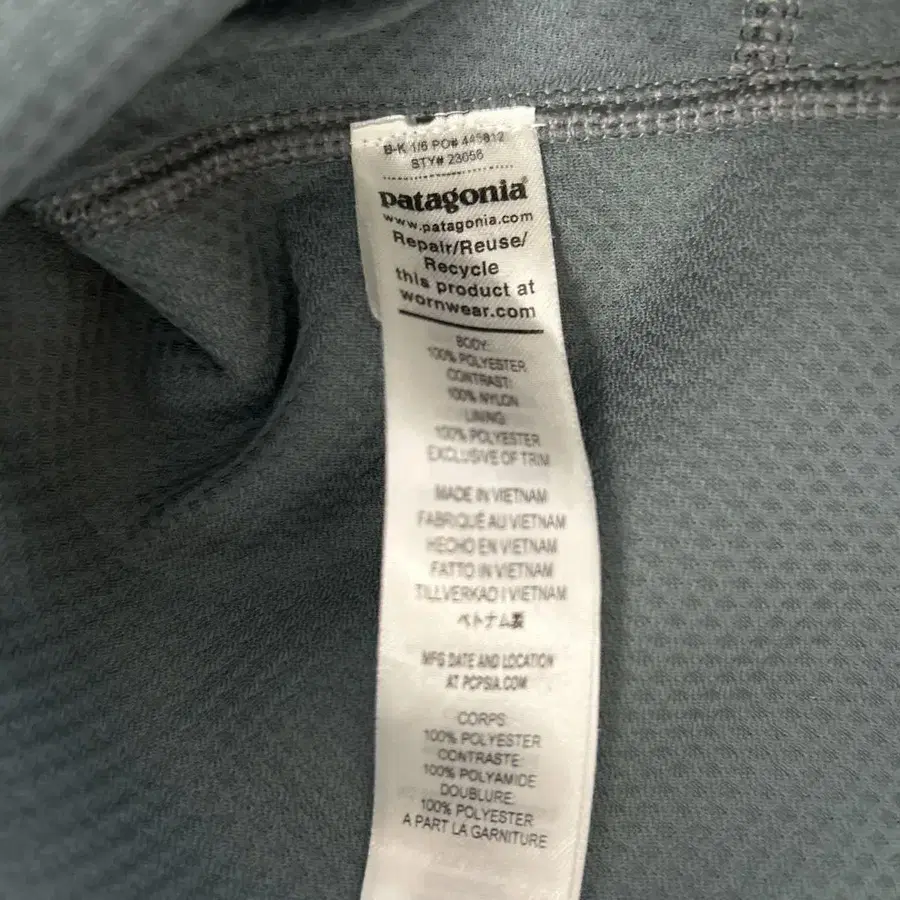 B-K 1/6 PO# 445812
STY# 23056
patagonia®
www.patagonia.com
Repair/Reuse/
Recycle
this product at
wornwear.com
BODY:
100% POLYESTER
CONTRAST:
100% NYLON
LINING:
100% POLYESTER
EXCLUSIVE OF TRIM
MADE IN VIETNAM
FABRIQUÉ AU VIETNAM
HECHO EN VIETNAM
FATTO IN VIETNAM
TILLVERKAD I VIETNAM
ベトナム製
MFG DATE AND LOCATION
AT PCPSIA.COM
CORPS:
100% POLYESTER
CONTRASTE:
100% POLYAMIDE
DOUBLURE:
100% POLYESTER
A PART LA GARNITURE